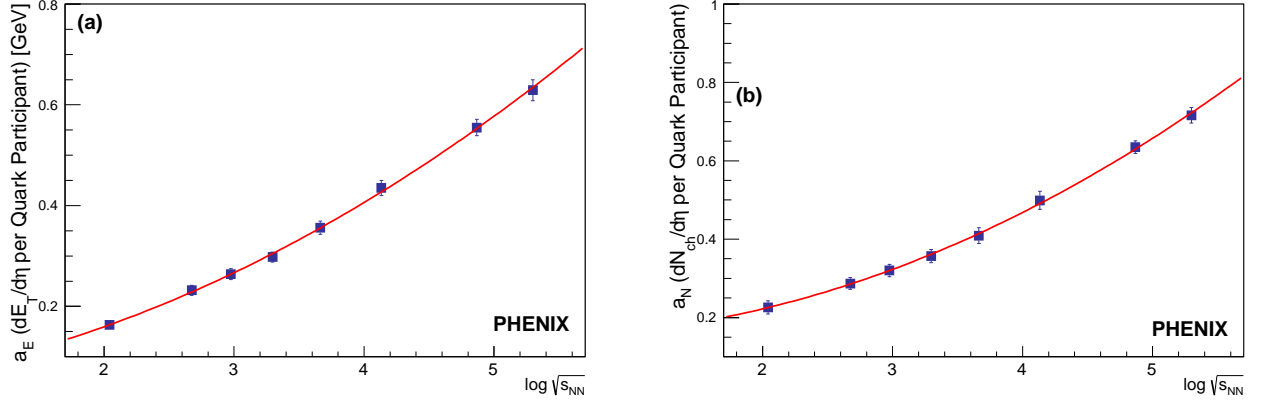 a_E (dE_T/dη per Quark Participant) [GeV]
0.8
0.6
0.4
0.2
(a)
PHENIX
2 3 4 5
log √s_NN
a_N (dN_ch/dη per Quark Participant)
1
0.8
0.6
0.4
0.2
(b)
PHENIX
2 3 4 5
log √s_NN